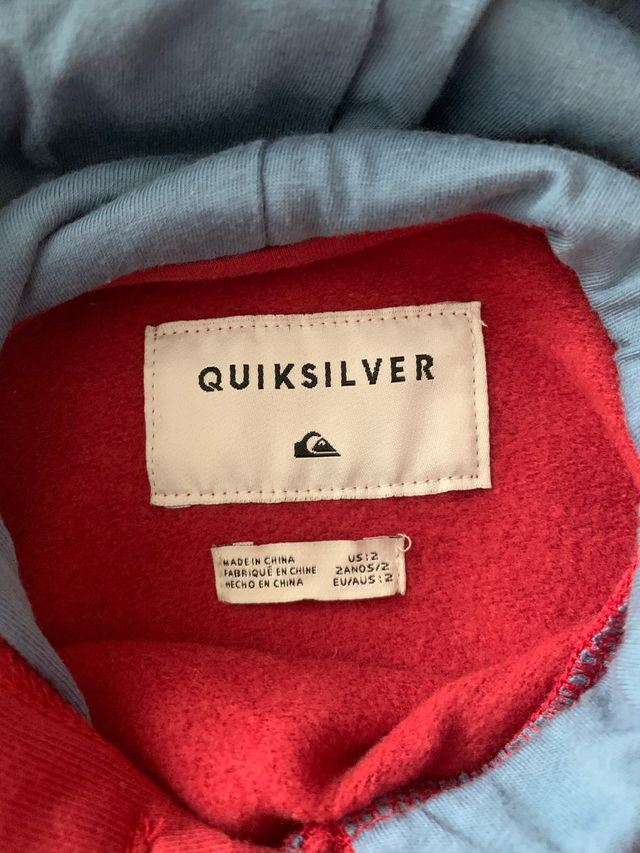 QUIKSILVER
MADE IN CHINA US:2
FABRIQUÉ EN CHINE 2ANOS/2
HECHO EN CHINA EU/AUS:2